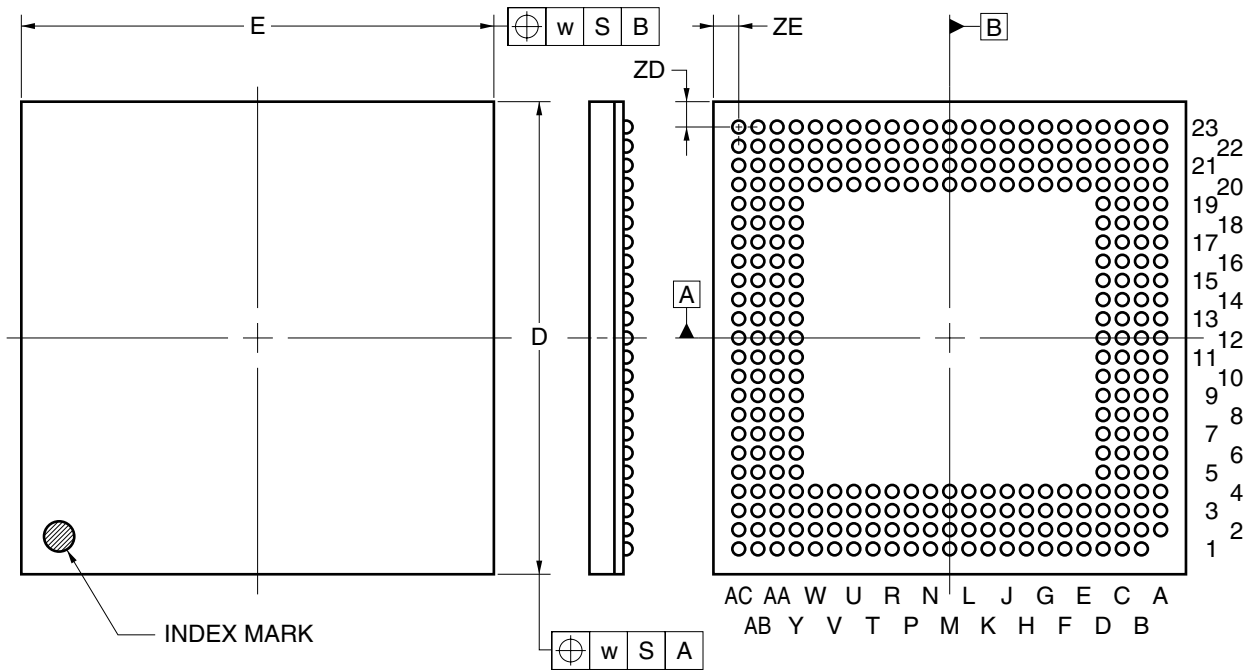 E
w S B
ZD
ZE
B
A
D
23
22
21
20
19
18
17
16
15
14
13
12
11
10
9
8
7
6
5
4
3
2
1
AC AA W U R N L J G E C A
AB Y V T P M K H F D B
INDEX MARK
w S A